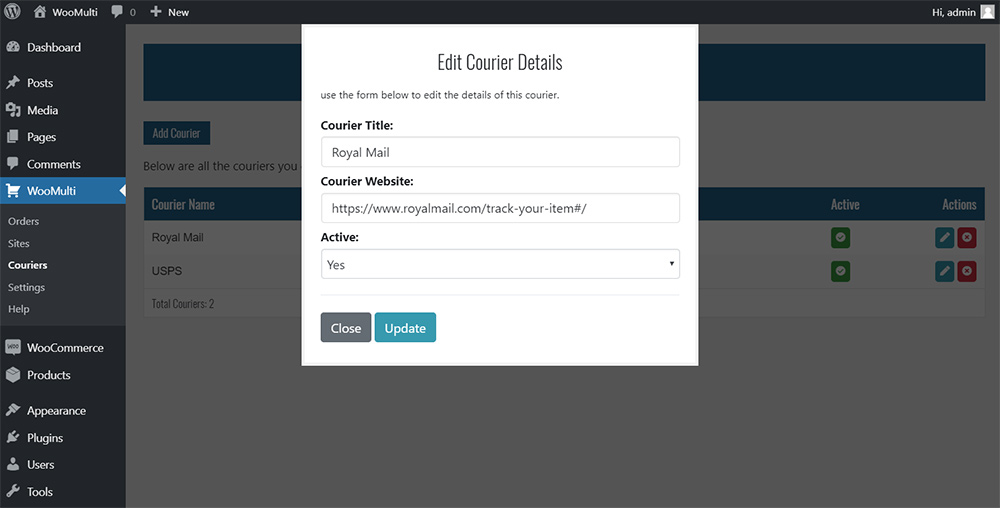 WooMulti 0 New Hi, admin
Dashboard
Posts
Media
Pages
Comments
WooMulti
Orders
Sites
Couriers
Settings
Help
WooCommerce
Products
Appearance
Plugins
Users
Tools
Add Courier
Below are all the couriers you
Courier Name Active Actions
Royal Mail
USPS
Total Couriers: 2
Edit Courier Details
use the form below to edit the details of this courier.
Courier Title:
Royal Mail
Courier Website:
https://www.royalmail.com/track-your-item#/
Active:
Yes
Close Update